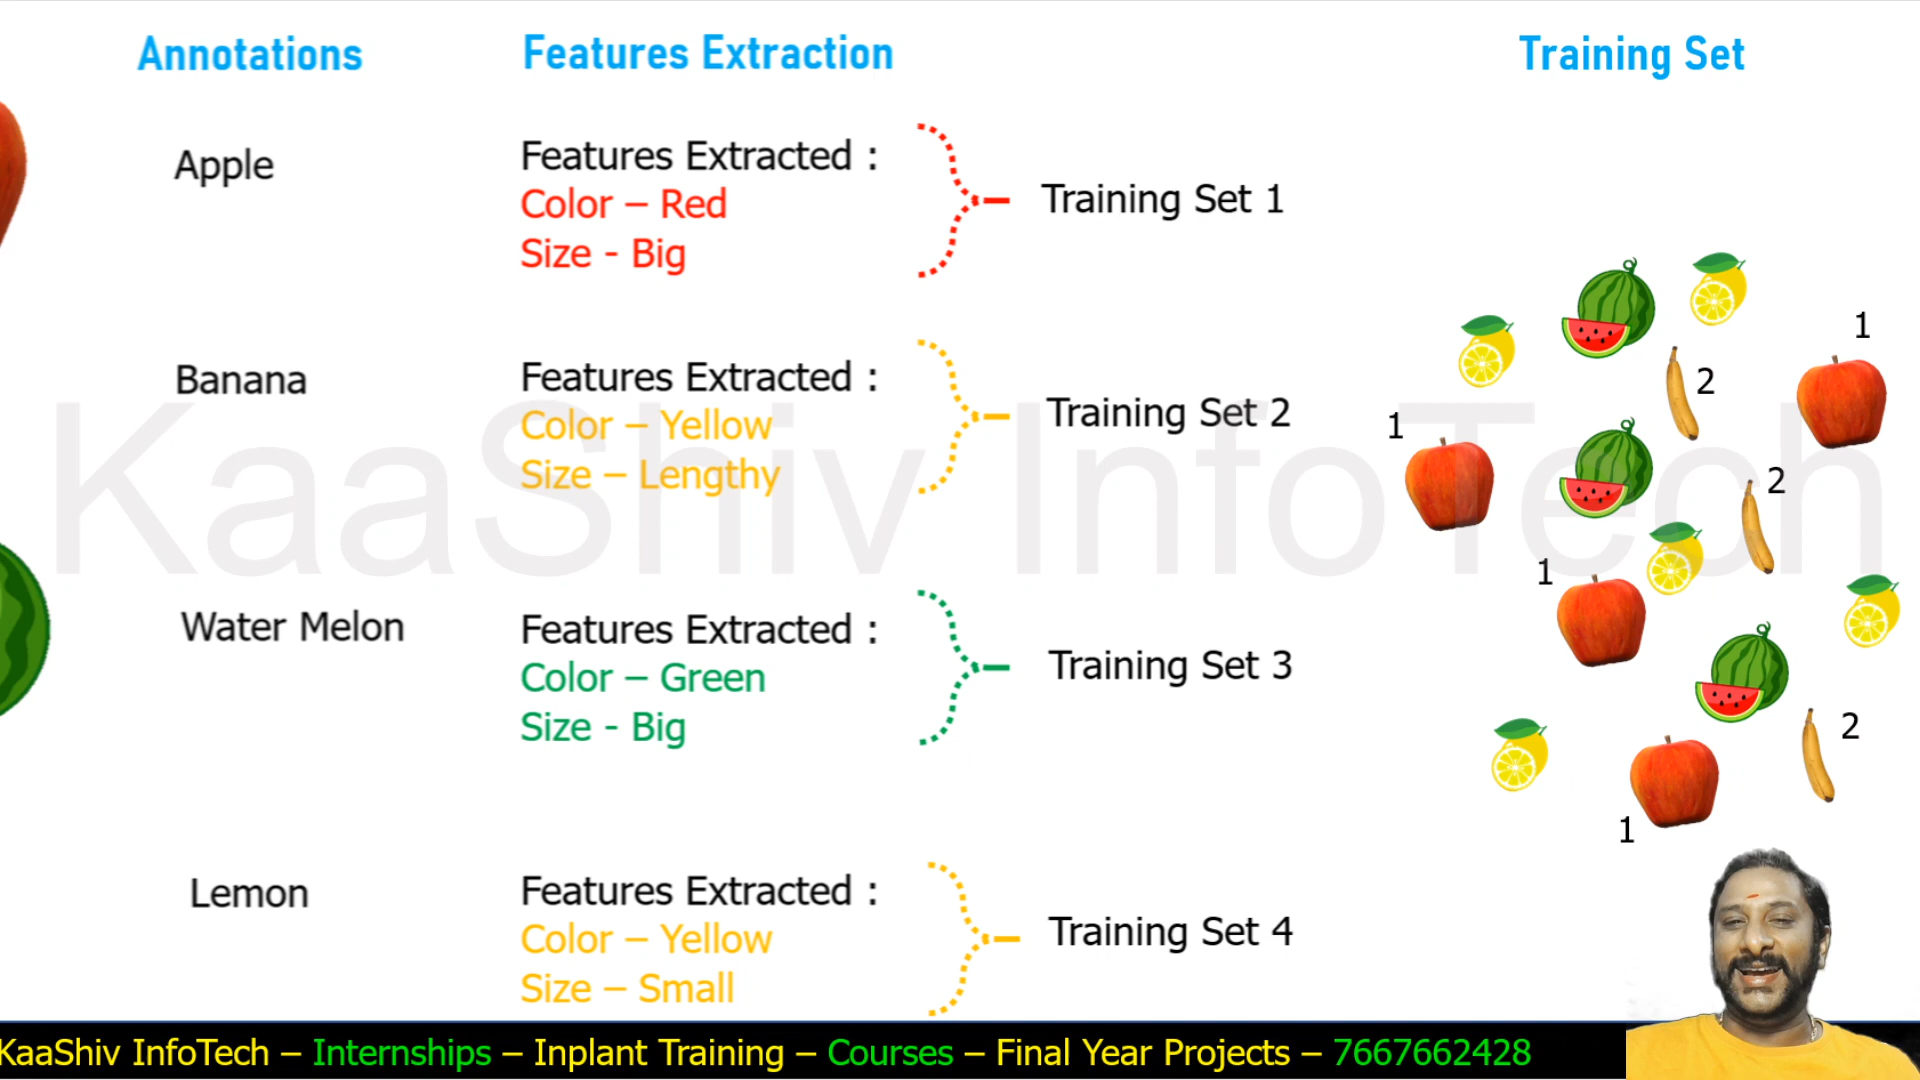 Annotations
Features Extraction
Training Set
Apple
Features Extracted :
Color – Red
Size - Big
Training Set 1
Banana
Features Extracted :
Color – Yellow
Size – Lengthy
Training Set 2
Water Melon
Features Extracted :
Color – Green
Size - Big
Training Set 3
Lemon
Features Extracted :
Color – Yellow
Size – Small
Training Set 4
1
2
1
2
1
2
1
KaaShiv InfoTech
KaaShiv InfoTech – Internships – Inplant Training – Courses – Final Year Projects – 7667662428